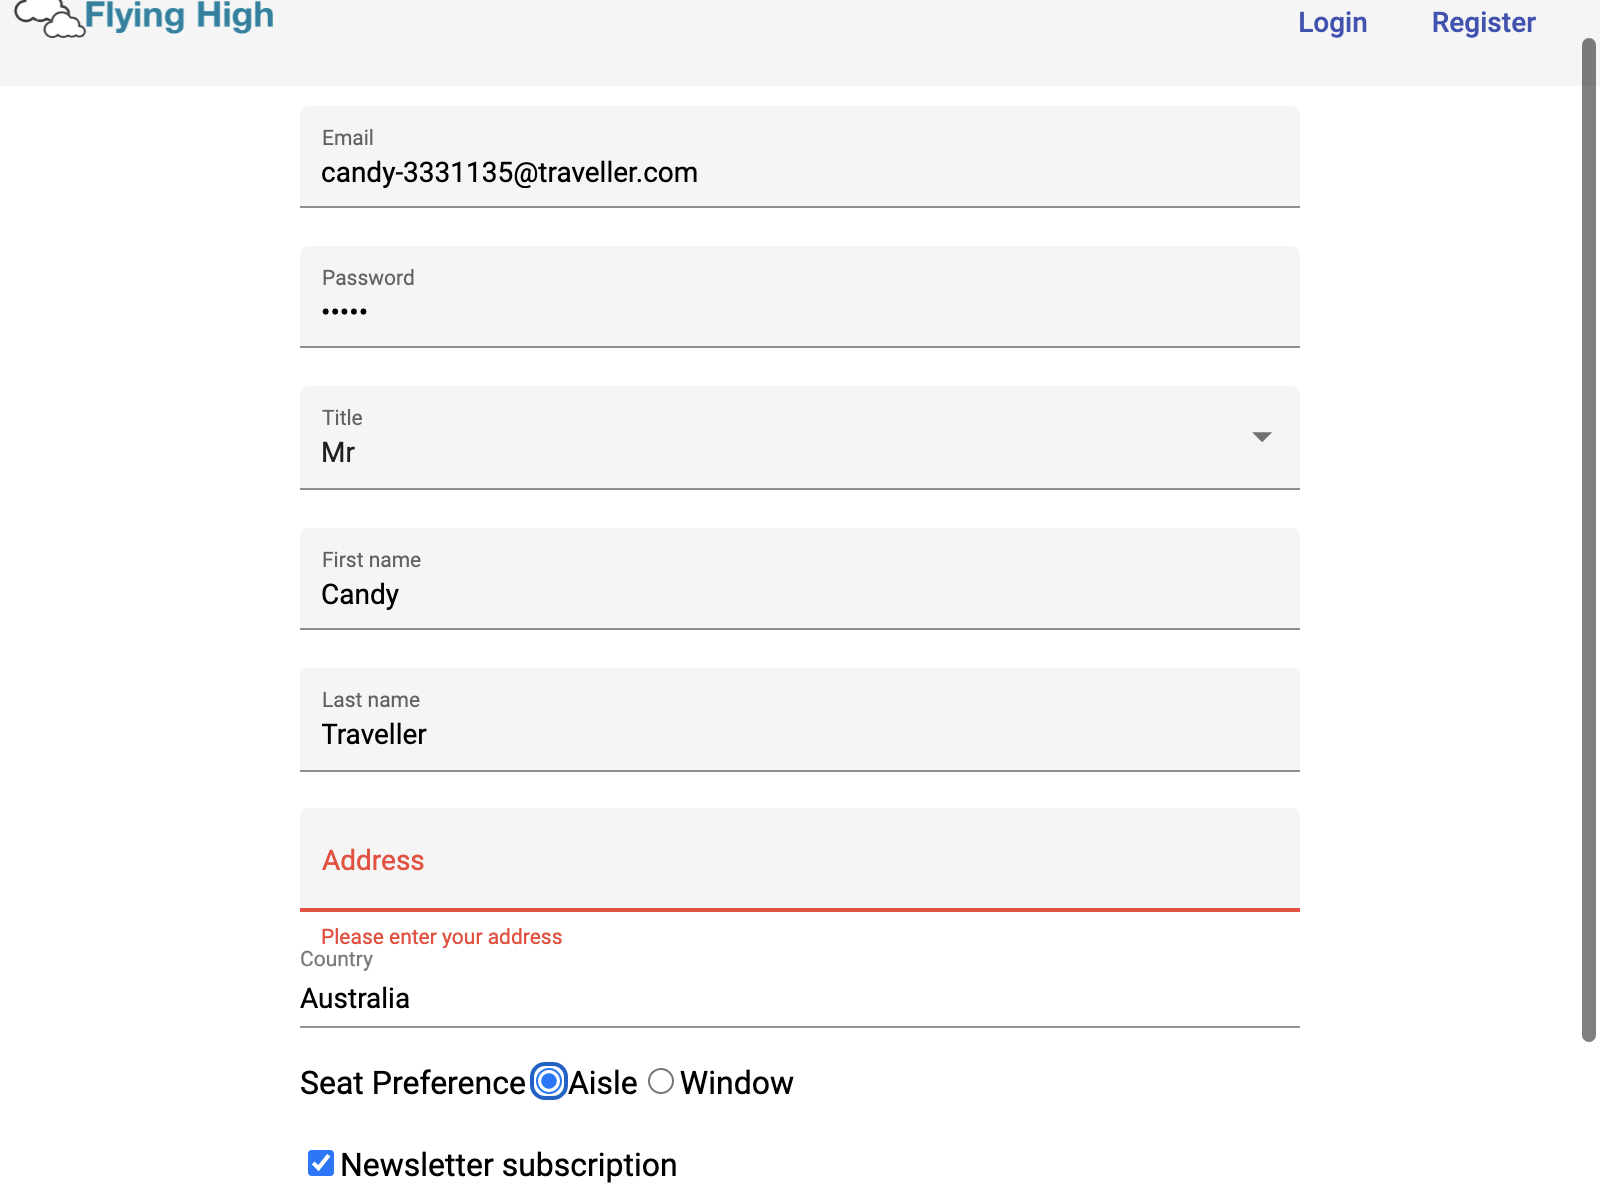 Flying High
Login Register
Email
candy-3331135@traveller.com
Password
•••••
Title
Mr
First name
Candy
Last name
Traveller
Address
Please enter your address
Country
Australia
Seat Preference Aisle Window
Newsletter subscription